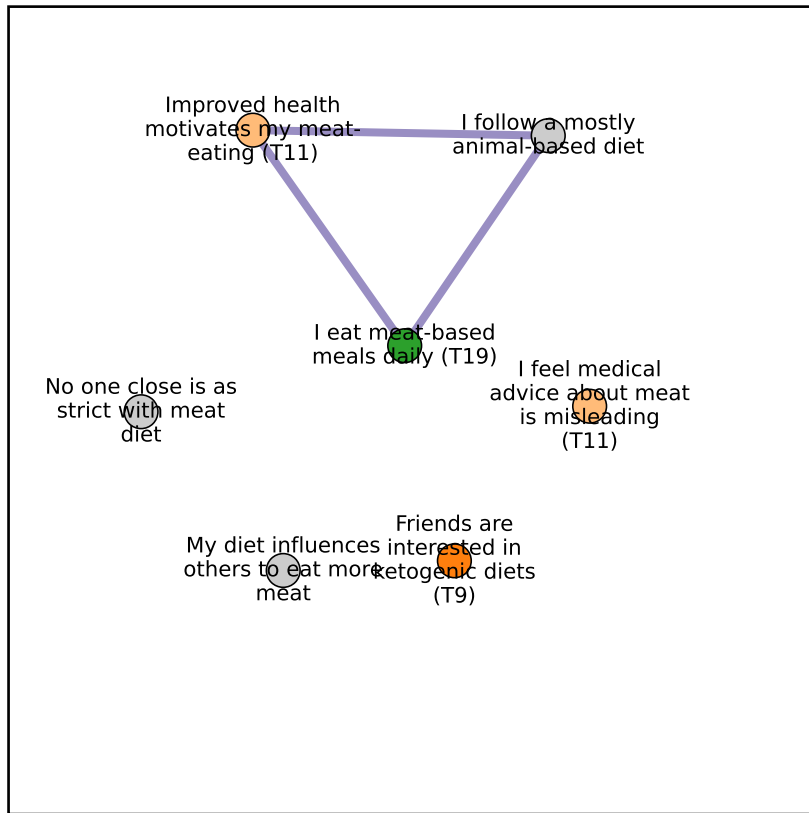 Improved health
motivates my meat-
eating (T11)
I follow a mostly
animal-based diet
I eat meat-based
meals daily (T19)
I feel medical
advice about meat
is misleading
(T11)
No one close is as
strict with meat
diet
My diet influences
others to eat more
meat
Friends are
interested in
ketogenic diets
(T9)